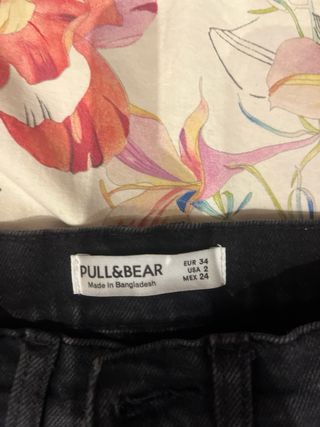 PULL&BEAR
Made in Bangladesh
EUR 34
USA 2
MEX 24